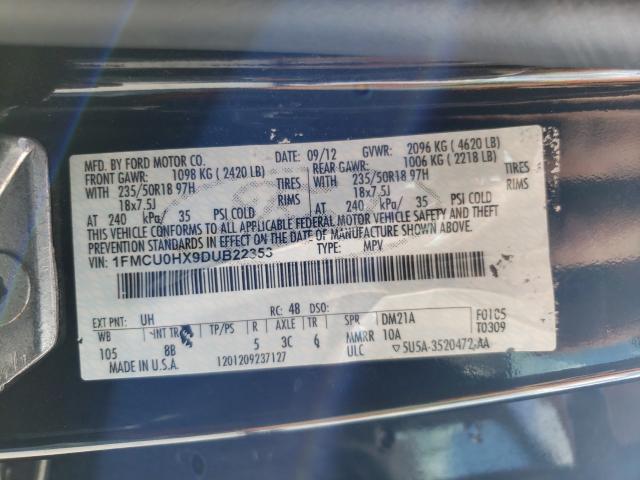 MFD. BY FORD MOTOR CO. 09/12 GVWR: 2096 KG ( 4620 LB)
FRONT GAWR: 1098 KG ( 2420 LB) REAR GAWR: 1006 KG ( 2218 LB)
WITH 235/50R18 97H TIRES WITH 235/50R18 97H TIRES
18x7.5J RIMS 18x7.5J RIMS
AT 240 kPa/ 35 PSI COLD AT 240 kPa/ 35 PSI COLD
THIS VEHICLE CONFORMS TO ALL APPLICABLE FEDERAL MOTOR VEHICLE SAFETY AND THEFT
PREVENTION STANDARDS IN EFFECT ON THE DATE OF MANUFACTURE SHOWN ABOVE.
VIN: 1FMCU0HX9DUB22353 TYPE: MPV
EXT PNT: UH RC: 48 DSO: F0105
WB INT TR TP/PS R AXLE TR SPR DM21A T0309
105 8B 5 3C 6 MMRR 10A
MADE IN U.S.A. 1201209237127 ULC 5U5A-3520472-AA